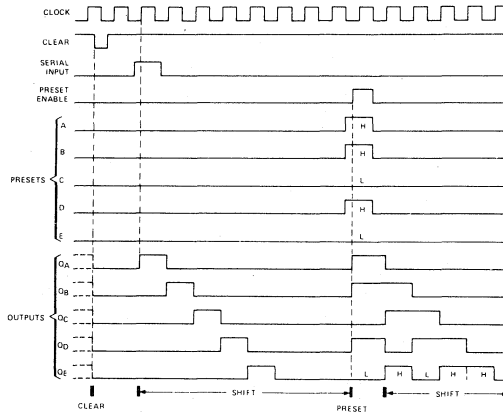 CLOCK
CLEAR
SERIAL
INPUT
PRESET
ENABLE
A H
B H
PRESETS C L
D H
E L
QA
QB
OUTPUTS QC
QD
QE L H L H H
SHIFT SHIFT
CLEAR PRESET